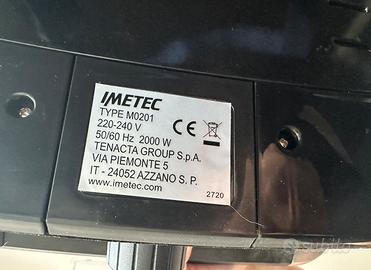 IMETEC
TYPE M0201
220-240 V
50/60 Hz 2000 W
TENACTA GROUP S.p.A.
VIA PIEMONTE 5
IT - 24052 AZZANO S. P.
www.imetec.com
2720
CE
subito